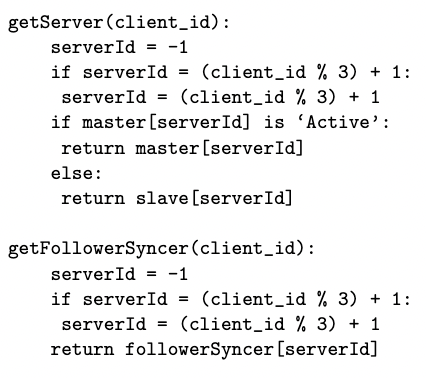 getServer(client_id):
serverId = -1
if serverId = (client_id % 3) + 1:
serverId = (client_id % 3) + 1
if master[serverId] is ‘Active’:
return master[serverId]
else:
return slave[serverId]
getFollowerSyncer(client_id):
serverId = -1
if serverId = (client_id % 3) + 1:
serverId = (client_id % 3) + 1
return followerSyncer[serverId]